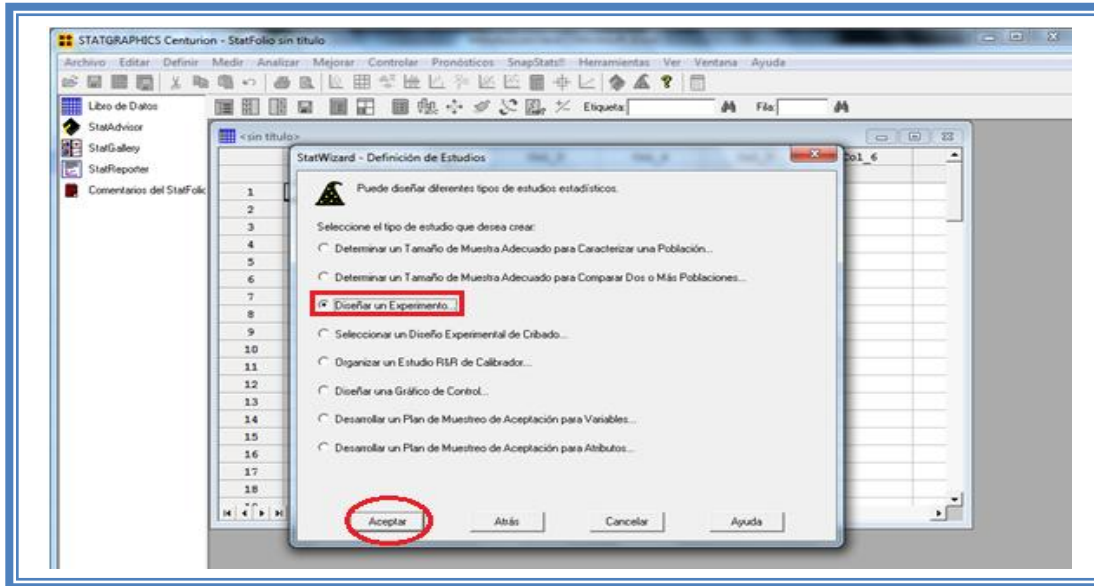 STATGRAPHICS Centurion - StatFolio sin título
Archivo Editar Definir Medir Analizar Mejorar Controlar Pronósticos SnapStats!! Herramientas Ver Ventana Ayuda
Etiqueta: Fila:
Libro de Datos
StatAdvisor
StatGallery
StatReporter
Comentarios del StatFolio
<sin título>
Col_6
1
2
3
4
5
6
7
8
9
10
11
12
13
14
15
16
17
18
StatWizard - Definición de Estudios
Puede diseñar diferentes tipos de estudios estadísticos.
Seleccione el tipo de estudio que desea crear:
Determinar un Tamaño de Muestra Adecuado para Caracterizar una Población...
Determinar un Tamaño de Muestra Adecuado para Comparar Dos o Más Poblaciones...
Diseñar un Experimento...
Seleccionar un Diseño Experimental de Cribado...
Organizar un Estudio R&R de Calibrador...
Diseñar una Gráfico de Control...
Desarrollar un Plan de Muestreo de Aceptación para Variables...
Desarrollar un Plan de Muestreo de Aceptación para Atributos...
Aceptar Atrás Cancelar Ayuda